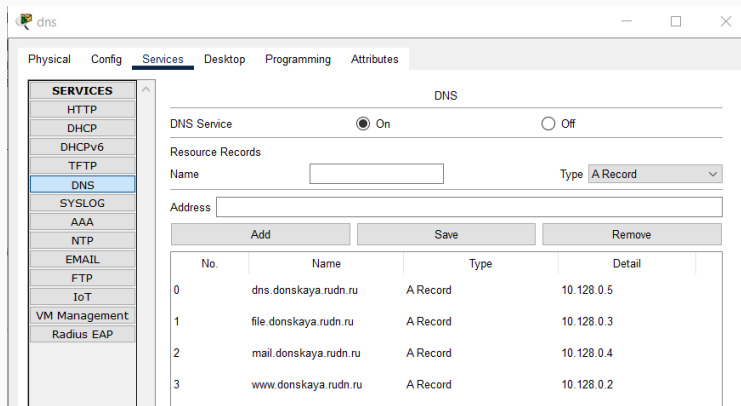 dns
Physical Config Services Desktop Programming Attributes
SERVICES
HTTP
DHCP
DHCPv6
TFTP
DNS
SYSLOG
AAA
NTP
EMAIL
FTP
IoT
VM Management
Radius EAP
DNS
DNS Service On Off
Resource Records
Name Type A Record
Address
Add Save Remove
No. Name Type Detail
0 dns.donskaya.rudn.ru A Record 10.128.0.5
1 file.donskaya.rudn.ru A Record 10.128.0.3
2 mail.donskaya.rudn.ru A Record 10.128.0.4
3 www.donskaya.rudn.ru A Record 10.128.0.2